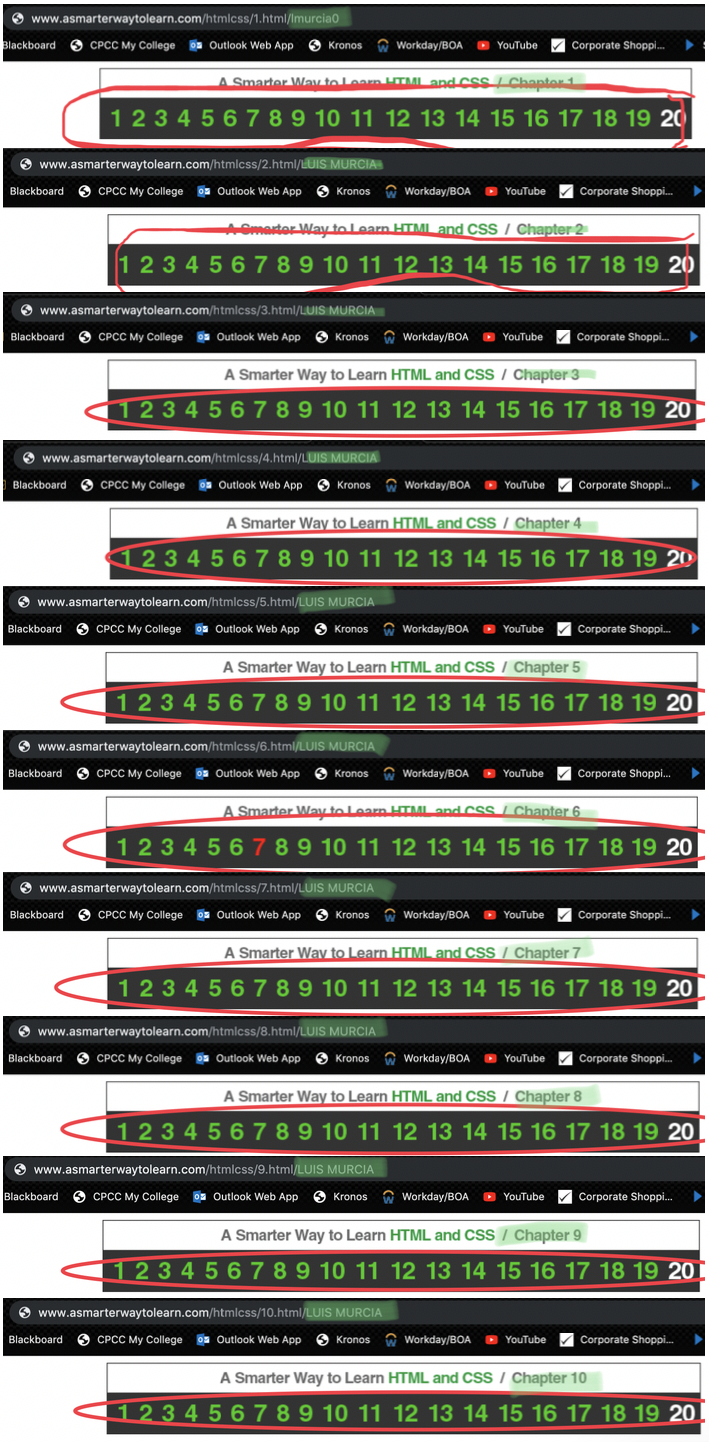 www.asmarterwaytolearn.com/htmlcss/1.html/lmurcia0
Blackboard CPCC My College Outlook Web App Kronos Workday/BOA YouTube Corporate Shoppi...
A Smarter Way to Learn HTML and CSS / Chapter 1
1 2 3 4 5 6 7 8 9 10 11 12 13 14 15 16 17 18 19 20
www.asmarterwaytolearn.com/htmlcss/2.html/LUIS MURCIA
Blackboard CPCC My College Outlook Web App Kronos Workday/BOA YouTube Corporate Shoppi...
A Smarter Way to Learn HTML and CSS / Chapter 2
1 2 3 4 5 6 7 8 9 10 11 12 13 14 15 16 17 18 19 20
www.asmarterwaytolearn.com/htmlcss/3.html/LUIS MURCIA
Blackboard CPCC My College Outlook Web App Kronos Workday/BOA YouTube Corporate Shoppi...
A Smarter Way to Learn HTML and CSS / Chapter 3
1 2 3 4 5 6 7 8 9 10 11 12 13 14 15 16 17 18 19 20
www.asmarterwaytolearn.com/htmlcss/4.html/LUIS MURCIA
Blackboard CPCC My College Outlook Web App Kronos Workday/BOA YouTube Corporate Shoppi...
A Smarter Way to Learn HTML and CSS / Chapter 4
1 2 3 4 5 6 7 8 9 10 11 12 13 14 15 16 17 18 19 20
www.asmarterwaytolearn.com/htmlcss/5.html/LUIS MURCIA
Blackboard CPCC My College Outlook Web App Kronos Workday/BOA YouTube Corporate Shoppi...
A Smarter Way to Learn HTML and CSS / Chapter 5
1 2 3 4 5 6 7 8 9 10 11 12 13 14 15 16 17 18 19 20
www.asmarterwaytolearn.com/htmlcss/6.html/LUIS MURCIA
Blackboard CPCC My College Outlook Web App Kronos Workday/BOA YouTube Corporate Shoppi...
A Smarter Way to Learn HTML and CSS / Chapter 6
1 2 3 4 5 6 7 8 9 10 11 12 13 14 15 16 17 18 19 20
www.asmarterwaytolearn.com/htmlcss/7.html/LUIS MURCIA
Blackboard CPCC My College Outlook Web App Kronos Workday/BOA YouTube Corporate Shoppi...
A Smarter Way to Learn HTML and CSS / Chapter 7
1 2 3 4 5 6 7 8 9 10 11 12 13 14 15 16 17 18 19 20
www.asmarterwaytolearn.com/htmlcss/8.html/LUIS MURCIA
Blackboard CPCC My College Outlook Web App Kronos Workday/BOA YouTube Corporate Shoppi...
A Smarter Way to Learn HTML and CSS / Chapter 8
1 2 3 4 5 6 7 8 9 10 11 12 13 14 15 16 17 18 19 20
www.asmarterwaytolearn.com/htmlcss/9.html/LUIS MURCIA
Blackboard CPCC My College Outlook Web App Kronos Workday/BOA YouTube Corporate Shoppi...
A Smarter Way to Learn HTML and CSS / Chapter 9
1 2 3 4 5 6 7 8 9 10 11 12 13 14 15 16 17 18 19 20
www.asmarterwaytolearn.com/htmlcss/10.html/LUIS MURCIA
Blackboard CPCC My College Outlook Web App Kronos Workday/BOA YouTube Corporate Shoppi...
A Smarter Way to Learn HTML and CSS / Chapter 10
1 2 3 4 5 6 7 8 9 10 11 12 13 14 15 16 17 18 19 20